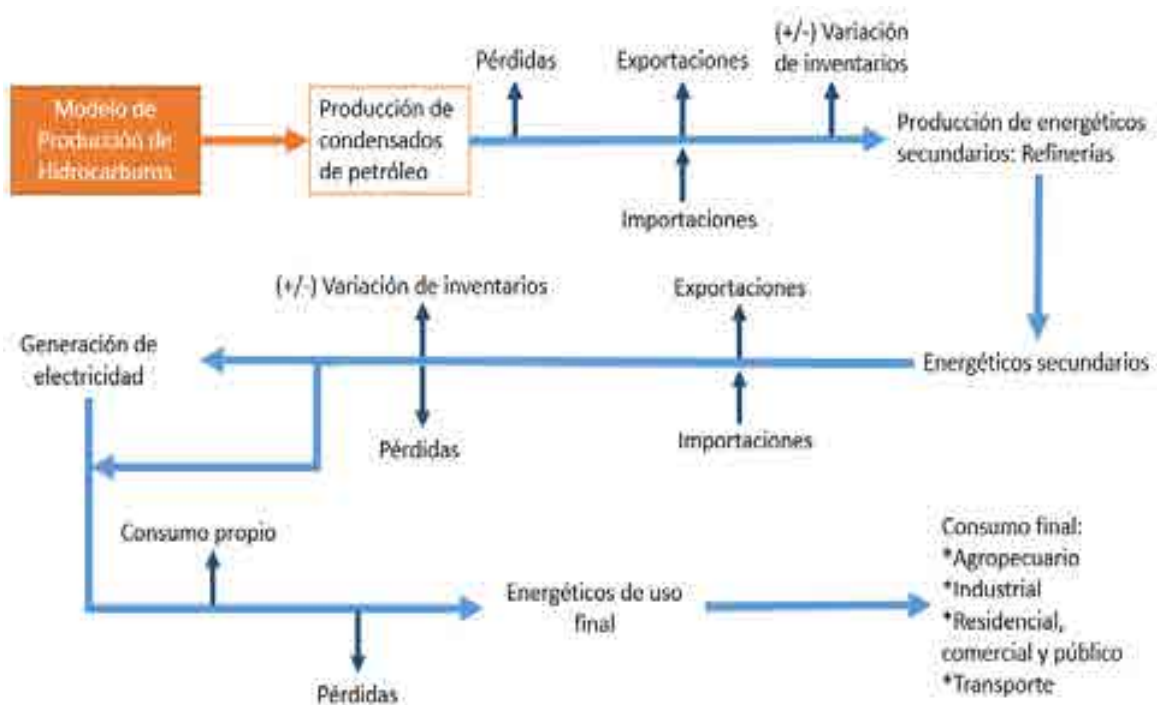 (+/-) Variación
de inventarios
Pérdidas
Exportaciones
Modelo de
Producción de
Hidrocarburos
Producción de
condensados
de petróleo
Producción de energéticos
secundarios: Refinerías
Importaciones
(+/-) Variación de inventarios
Exportaciones
Generación de
electricidad
Energéticos secundarios
Pérdidas
Importaciones
Consumo propio
Energéticos de uso
final
Consumo final:
*Agropecuario
*Industrial
*Residencial,
comercial y público
*Transporte
Pérdidas